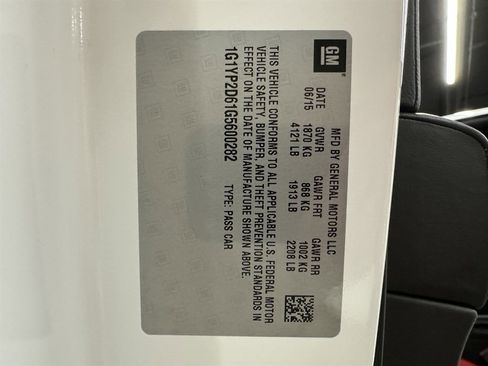 GM
MFD BY GENERAL MOTORS LLC
DATE GVWR GAWR FRT GAWR RR
06/15 1870 KG 868 KG 1002 KG
4121 LB 1913 LB 2208 LB
THIS VEHICLE CONFORMS TO ALL APPLICABLE U.S. FEDERAL MOTOR
VEHICLE SAFETY, BUMPER, AND THEFT PREVENTION STANDARDS IN
EFFECT ON THE DATE OF MANUFACTURE SHOWN ABOVE.
1G1YP2D61G5600282 TYPE: PASS CAR